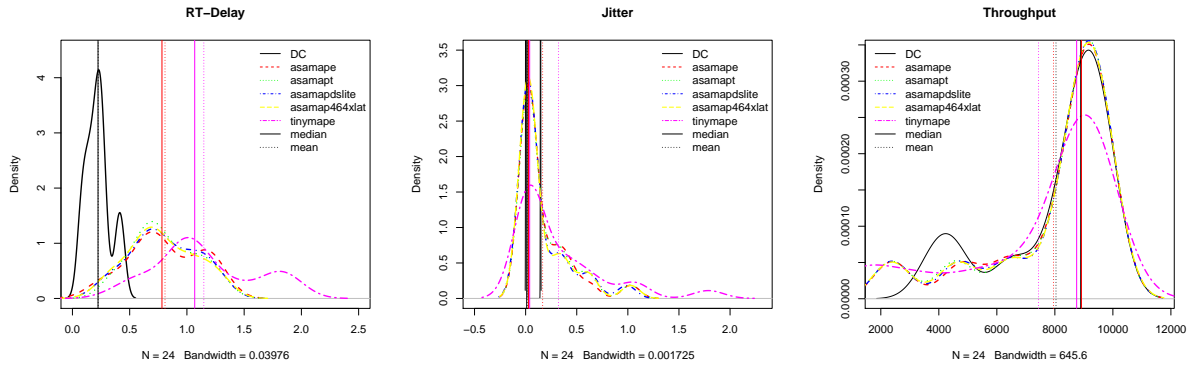 RT−Delay
Density
0
1
2
3
4
DC
asamape
asamapt
asamapdslite
asamap464xlat
tinymape
median
mean
0.0 0.5 1.0 1.5 2.0 2.5
N = 24 Bandwidth = 0.03976
Jitter
Density
0.0
0.5
1.0
1.5
2.0
2.5
3.0
3.5
DC
asamape
asamapt
asamapdslite
asamap464xlat
tinymape
median
mean
−0.5 0.0 0.5 1.0 1.5 2.0
N = 24 Bandwidth = 0.001725
Throughput
Density
0.00000
0.00010
0.00020
0.00030
DC
asamape
asamapt
asamapdslite
asamap464xlat
tinymape
median
mean
2000 4000 6000 8000 10000 12000
N = 24 Bandwidth = 645.6